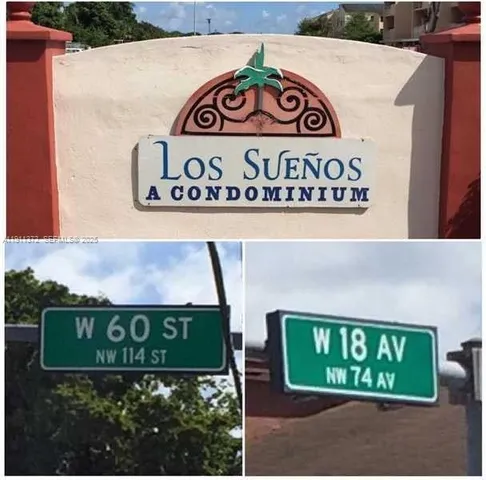 Los Sueños
A CONDOMINIUM
W 60 ST
NW 114 ST
W 18 AV
NW 74 AV